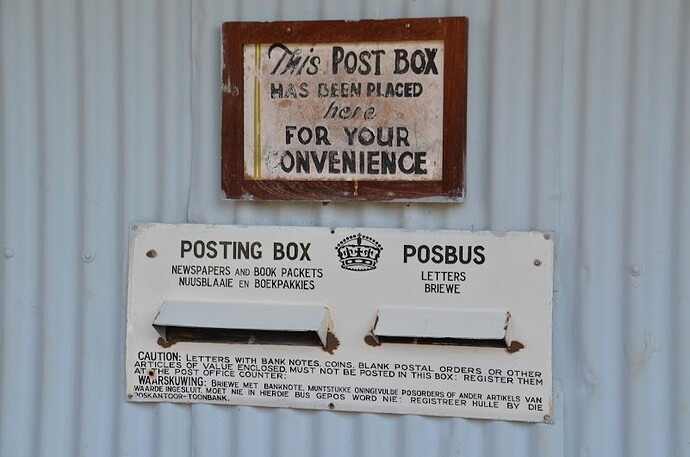 This POST BOX
HAS BEEN PLACED
here
FOR YOUR
CONVENIENCE
POSTING BOX
NEWSPAPERS AND BOOK PACKETS
NUUSBLAAIE EN BOEKPAKKIES
POSBUS
LETTERS
BRIEWE
CAUTION: LETTERS WITH BANK NOTES, COINS, BLANK POSTAL ORDERS OR OTHER
ARTICLES OF VALUE ENCLOSED, MUST NOT BE POSTED IN THIS BOX: REGISTER THEM
AT THE POST OFFICE COUNTER:
WAARSKUWING: BRIEWE MET BANKNOTE, MUNTSTUKKE ONINGEVULDE POSORDERS OF ANDER ARTIKELS VAN
WAARDE INGESLUIT, MOET NIE IN HIERDIE BUS GEPOS WORD NIE: REGISTREER HULLE BY DIE
POSKANTOOR-TOONBANK.